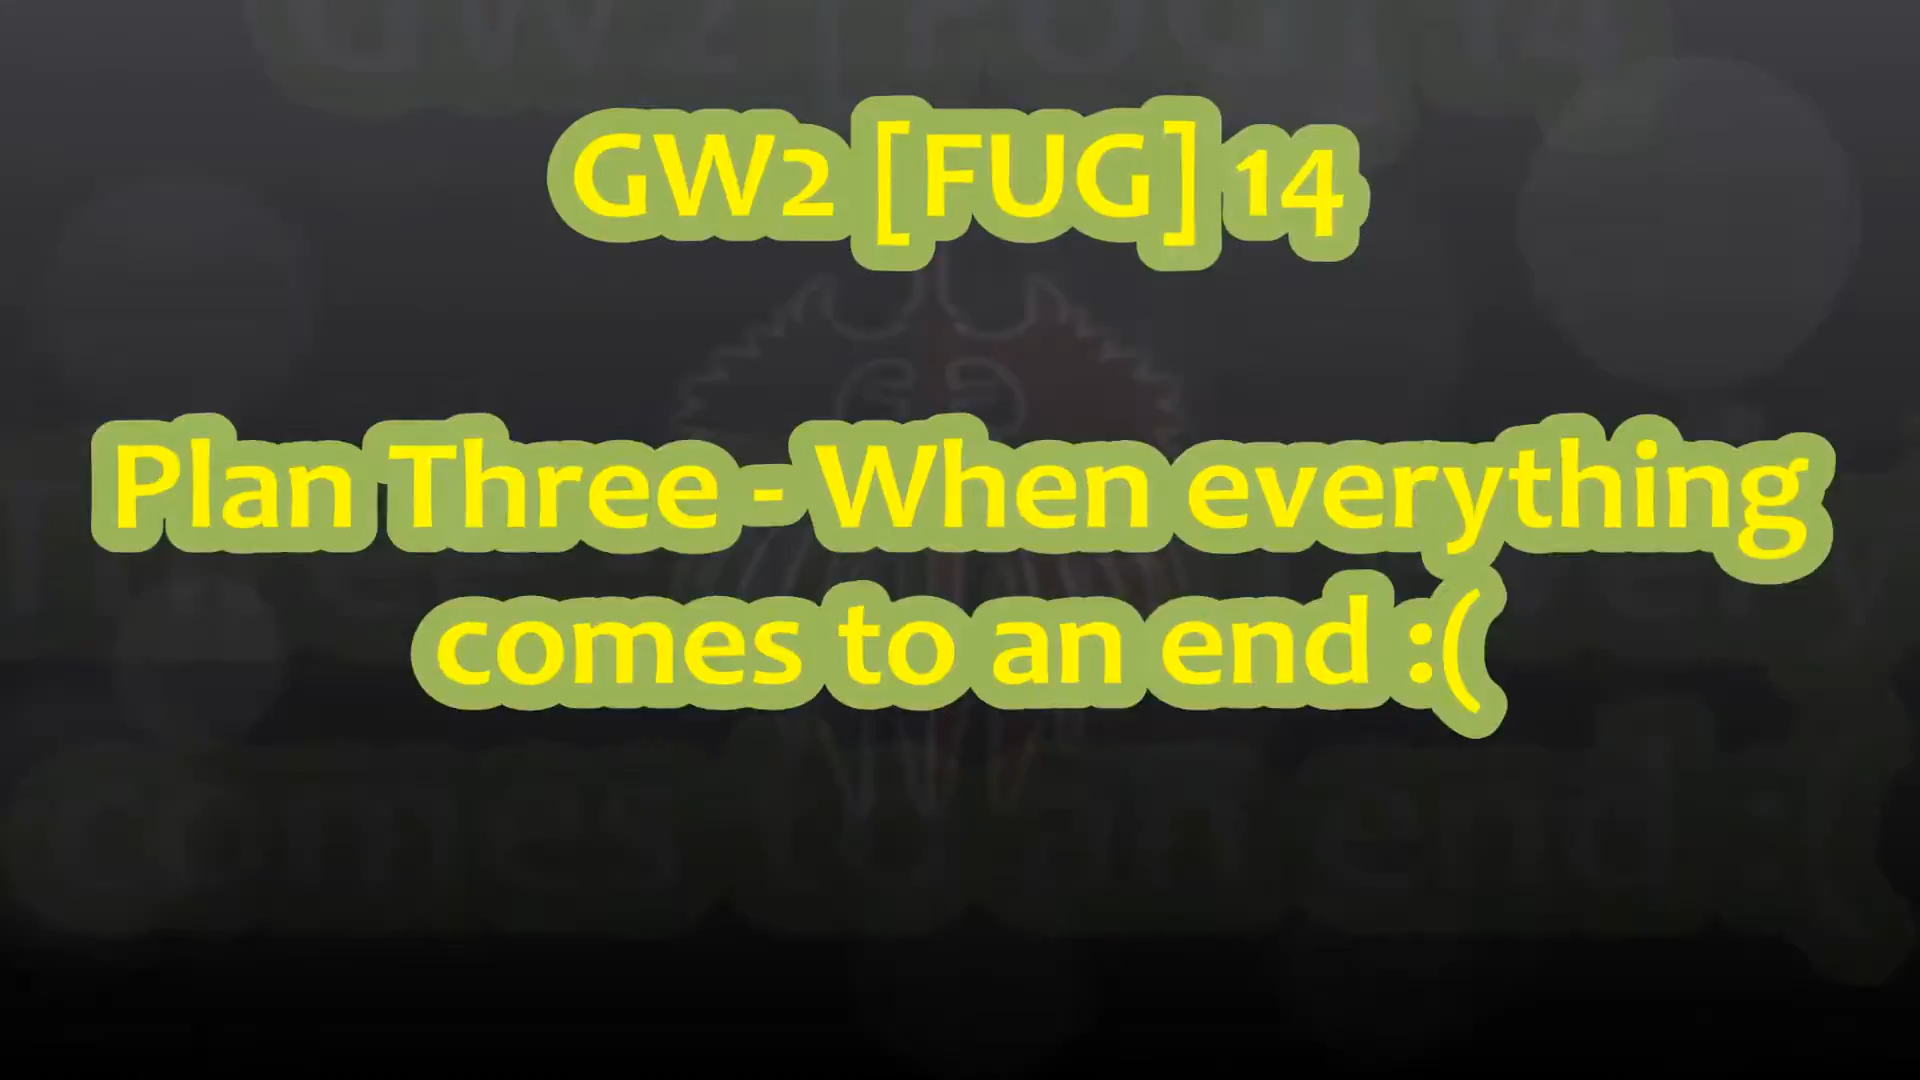 GW2 [FUG] 14
Plan Three - When everything
comes to an end :(